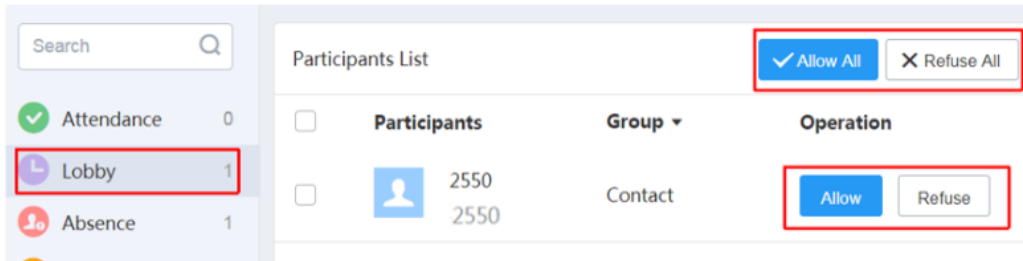 Search
Attendance 0
Lobby 1
Absence 1
Participants List
Allow All
Refuse All
Participants Group Operation
2550
2550
Contact
Allow
Refuse